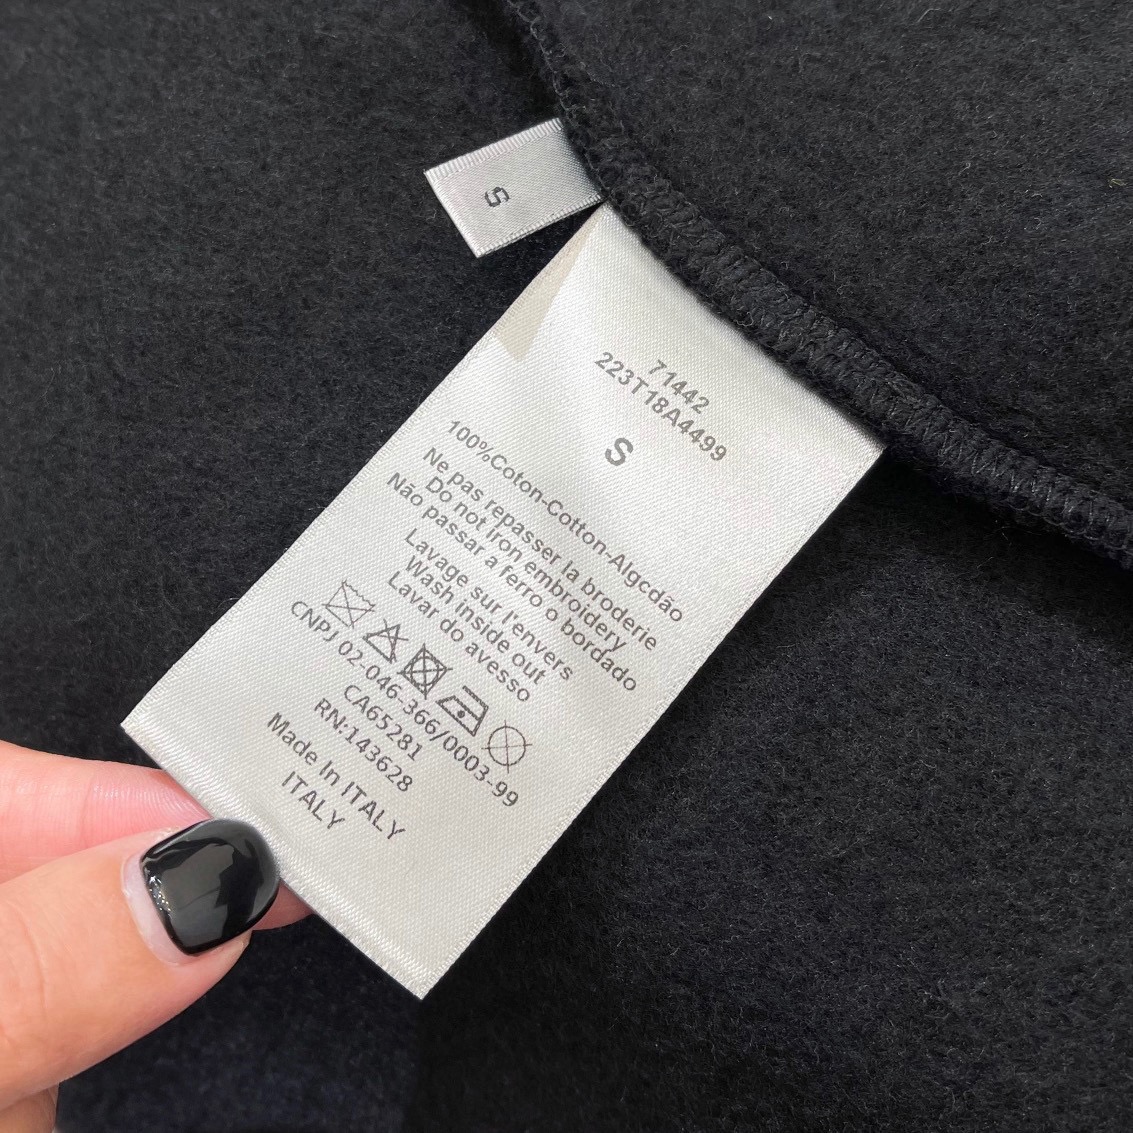 S
71442
223T18A4499
S
100%Coton-Cotton-Algcdão
Ne pas repasser la broderie
Do not Iron embroidery
Não passar a ferro o bordado
Lavage sur l'envers
Wash inside out
Lavar do avesso
CNPJ 02-046-366/0003-99
CA65281
RN:143628
Made In ITALY
ITALY